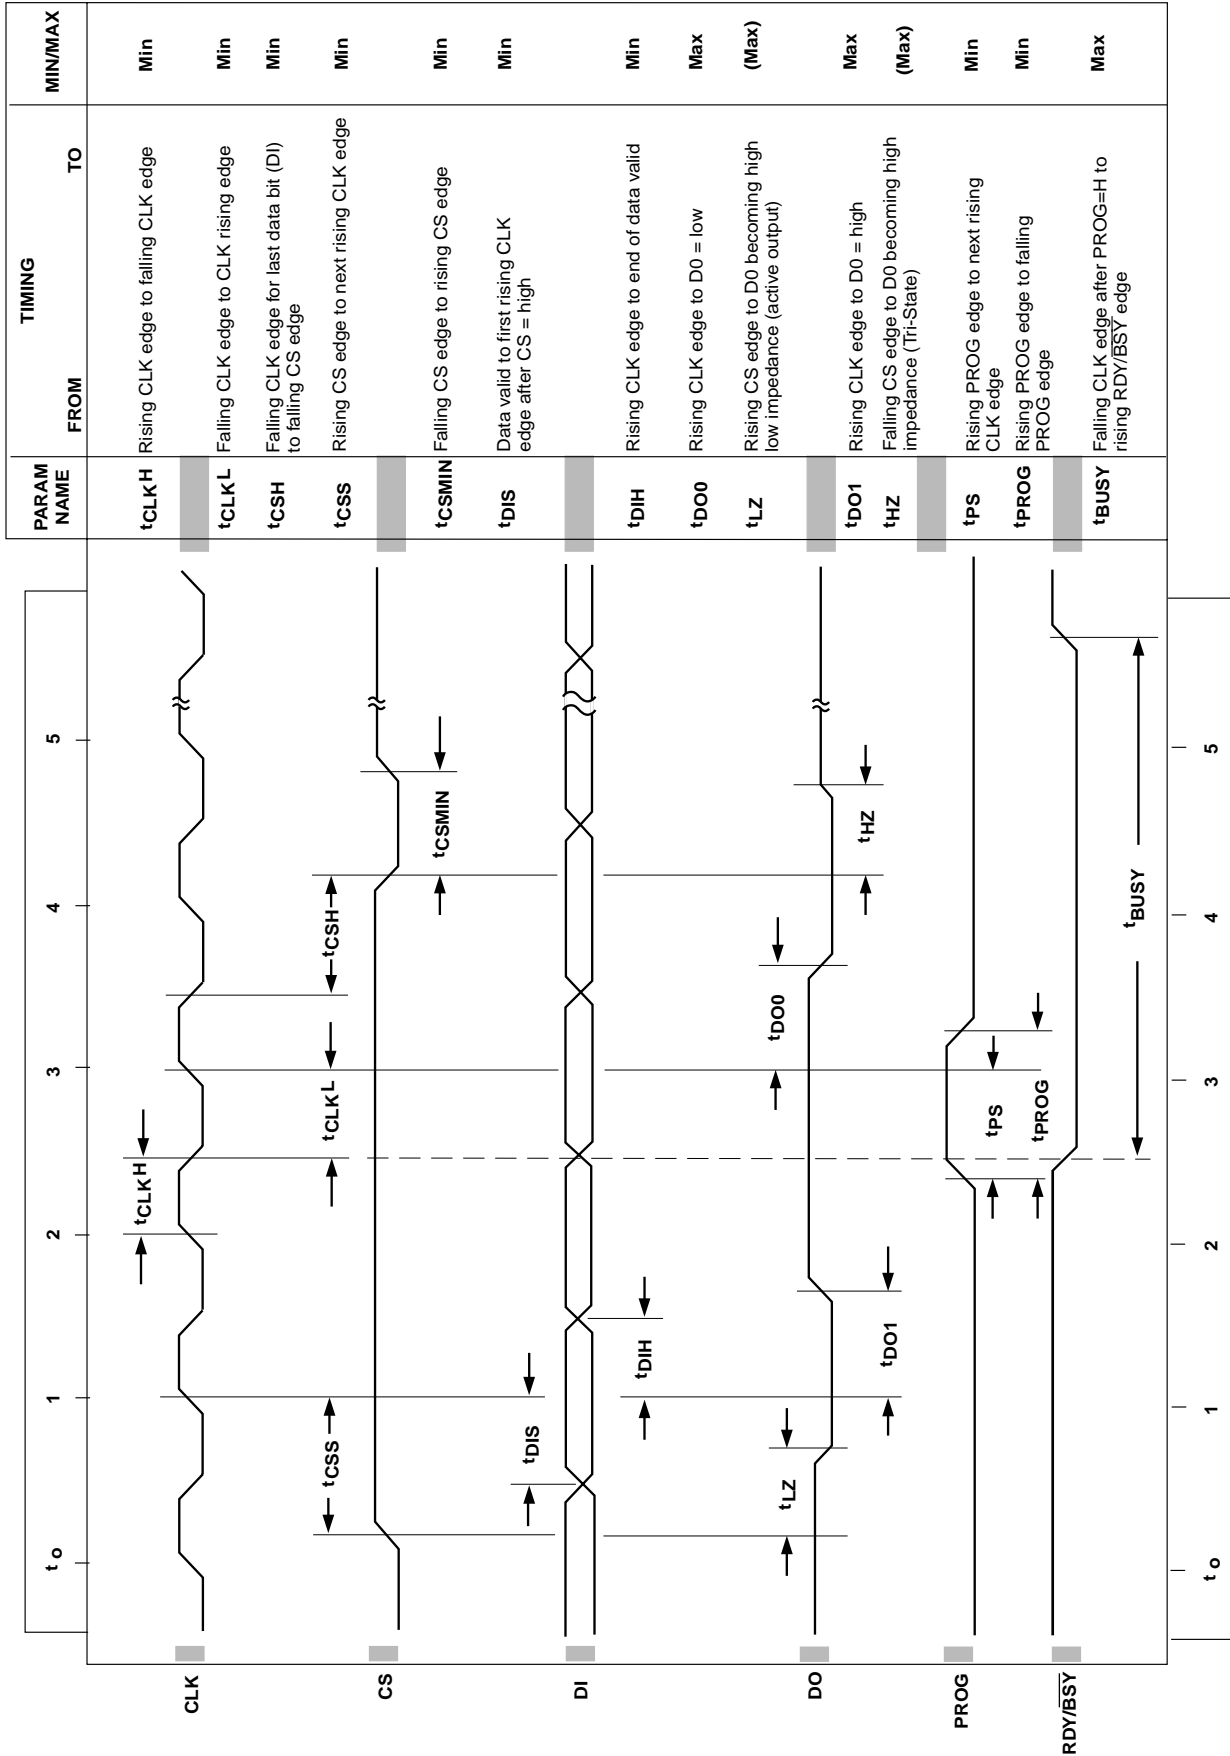 t o 1 2 3 4 5
PARAM
NAME
TIMING
FROM TO
MIN/MAX
CLK
tCLKH
tCLKH Rising CLK edge to falling CLK edge Min
tCLKL Falling CLK edge to CLK rising edge Min
tCSH Falling CLK edge for last data bit (DI)
to falling CS edge Min
tCSS tCLKL tCSH
tCSS Rising CS edge to next rising CLK edge Min
CS
tCSMIN
tCSMIN Falling CS edge to rising CS edge Min
tDIS
tDIS Data valid to first rising CLK
edge after CS = high Min
DI
tDIH
tDIH Rising CLK edge to end of data valid Min
tDO0 Rising CLK edge to D0 = low Max
tLZ tDO0
tLZ Rising CS edge to D0 becoming high
low impedance (active output) (Max)
DO
tDO1 Rising CLK edge to D0 = high Max
tDO1 tHZ
tHZ Falling CS edge to D0 becoming high
impedance (Tri-State) (Max)
PROG
tPS
tPS Rising PROG edge to next rising
CLK edge Min
tPROG
tPROG Rising PROG edge to falling
PROG edge Min
RDY/BSY
tBUSY
tBUSY Falling CLK edge after PROG=H to
rising RDY/BSY edge Max
t o 1 2 3 4 5